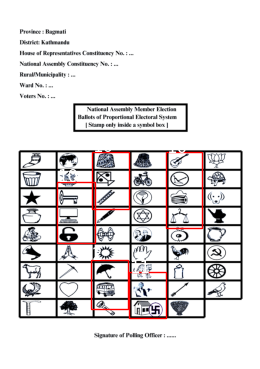 Province : Bagmati
District: Kathmandu
House of Representatives Constituency No. : ...
National Assembly Constituency No. : ...
Rural/Municipality : ...
Ward No. : ...
Voters No. : ...
National Assembly Member Election
Ballots of Proportional Electoral System
[ Stamp only inside a symbol box ]
Signature of Polling Officer : ......